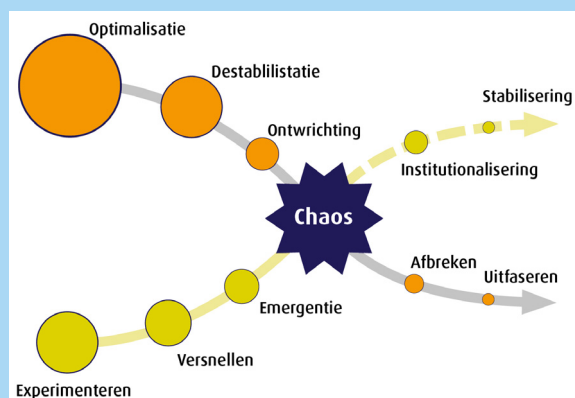 Optimalisatie
Destablilistatie
Ontwrichting
Stabilisering
Institutionalisering
Chaos
Afbreken
Uitfaseren
Emergentie
Versnellen
Experimenteren